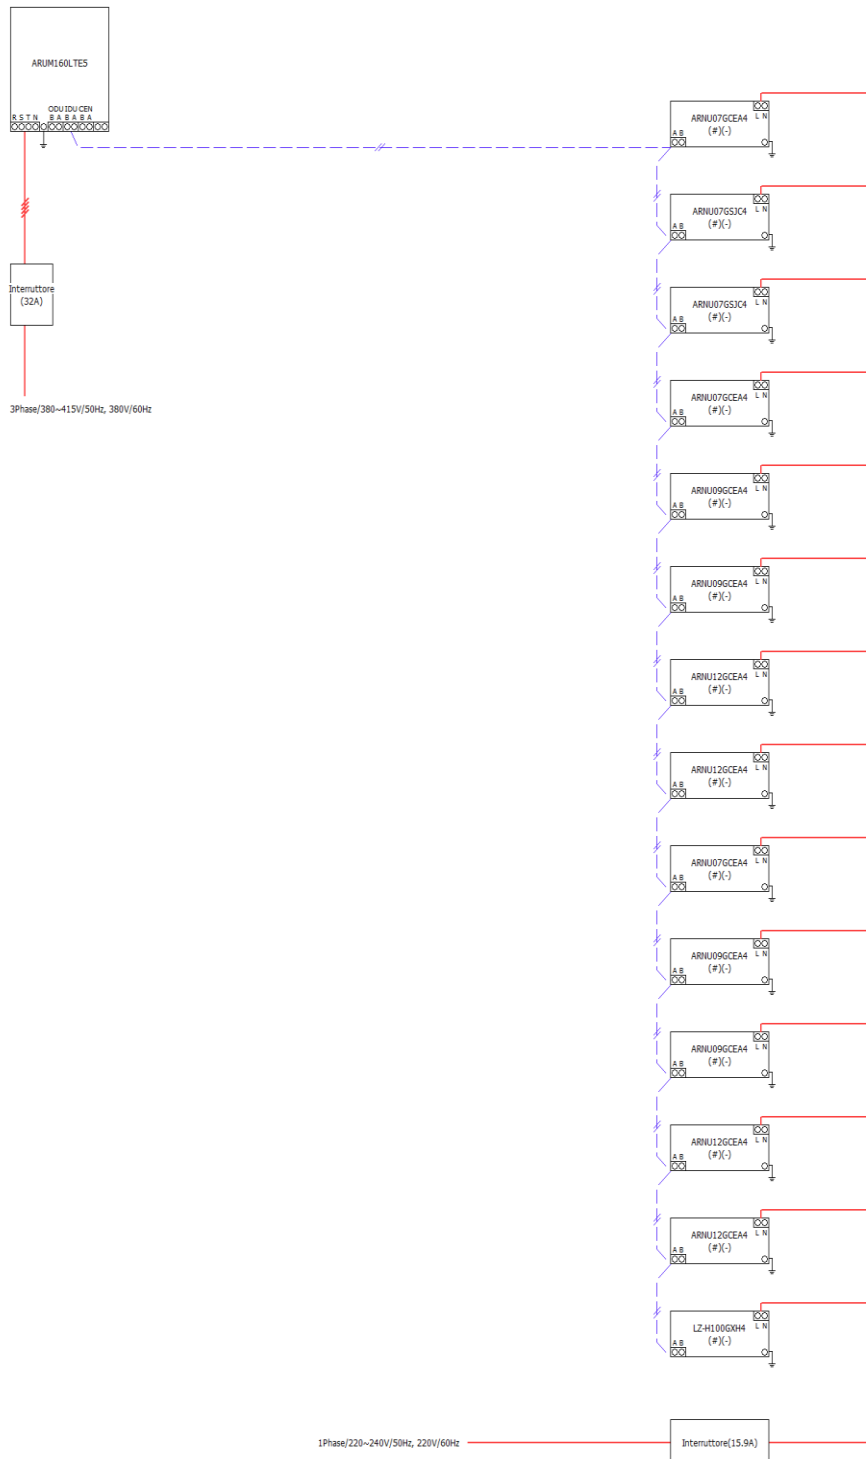 ARUM160LTE5
ODU IDU CEN
R S T N B A B A B A
Interruttore
(32A)
3Phase/380~415V/50Hz, 380V/60Hz
ARNU07GCEA4
(#)(-)
A B
L N
ARNU07GSJC4
(#)(-)
A B
L N
ARNU07GSJC4
(#)(-)
A B
L N
ARNU07GCEA4
(#)(-)
A B
L N
ARNU09GCEA4
(#)(-)
A B
L N
ARNU09GCEA4
(#)(-)
A B
L N
ARNU12GCEA4
(#)(-)
A B
L N
ARNU12GCEA4
(#)(-)
A B
L N
ARNU07GCEA4
(#)(-)
A B
L N
ARNU09GCEA4
(#)(-)
A B
L N
ARNU09GCEA4
(#)(-)
A B
L N
ARNU12GCEA4
(#)(-)
A B
L N
ARNU12GCEA4
(#)(-)
A B
L N
LZ-H100GXH4
(#)(-)
A B
L N
1Phase/220~240V/50Hz, 220V/60Hz
Interruttore(15.9A)